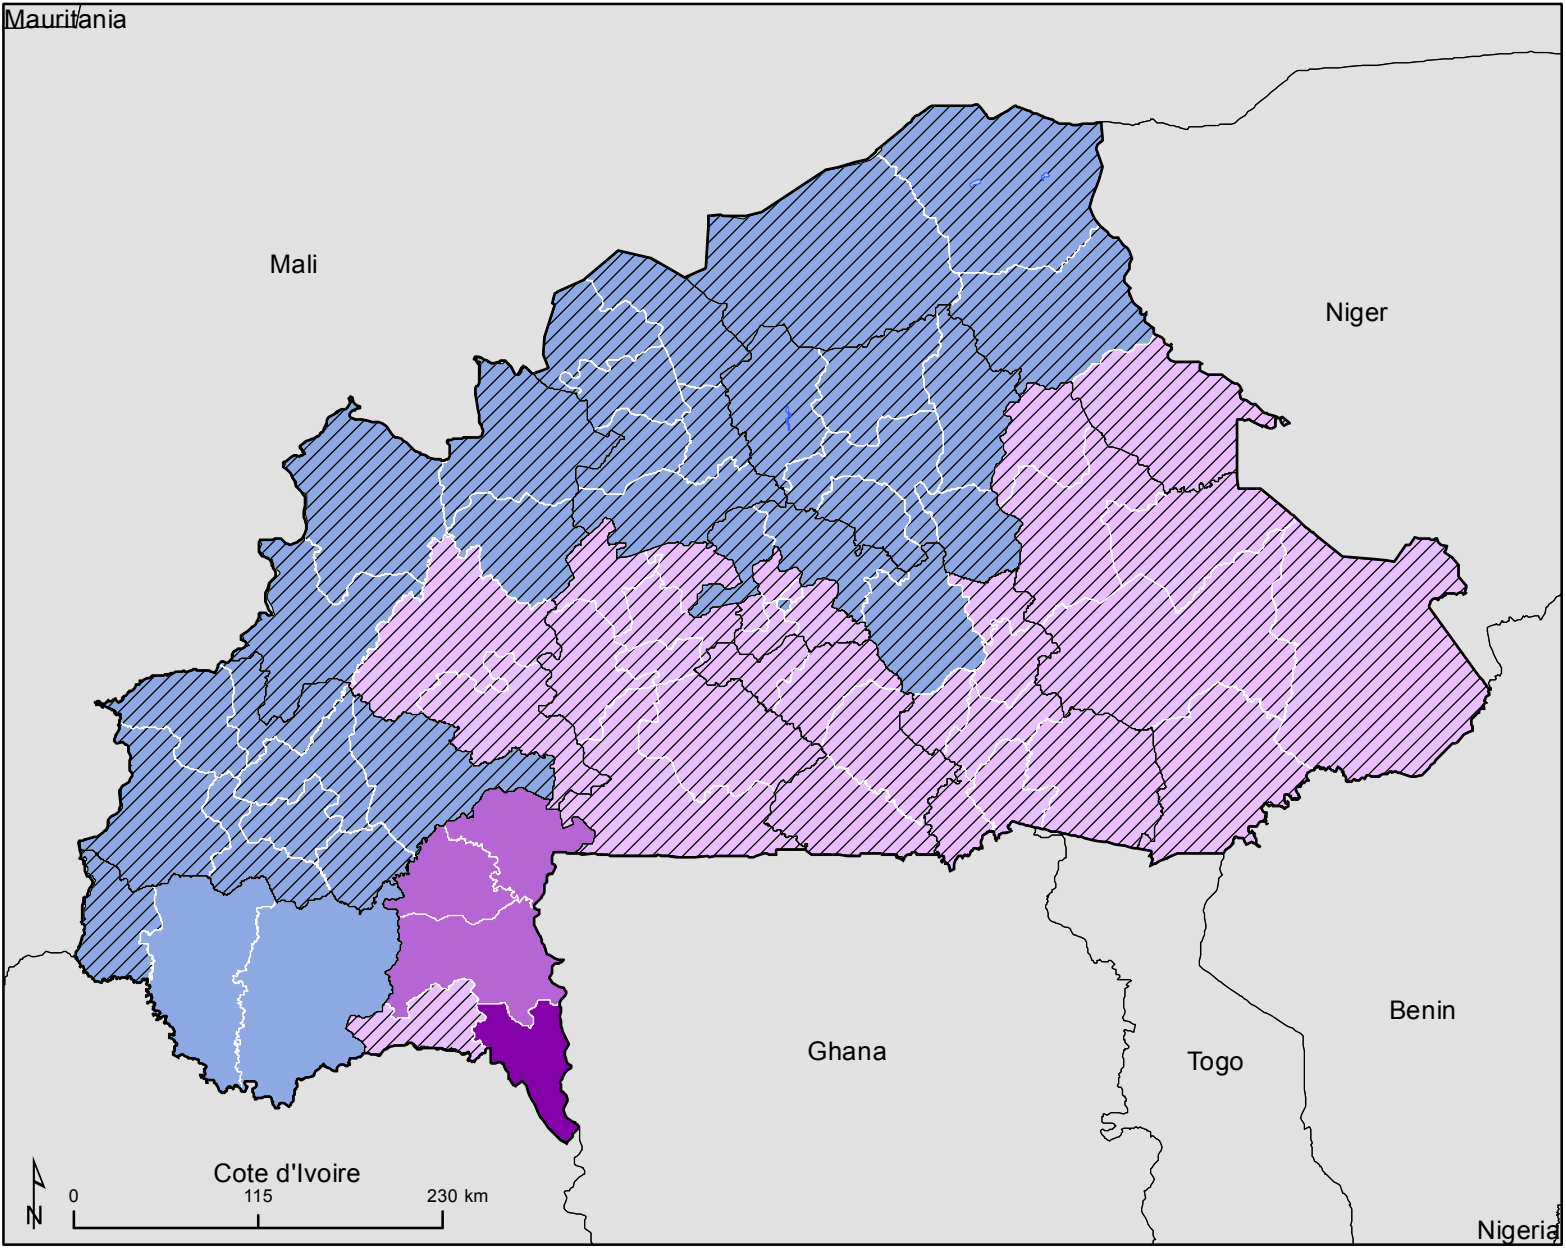 Mauritania
Mali
Niger
Benin
Ghana
Togo
Cote d'Ivoire
0 115 230 km
N
Nigeria